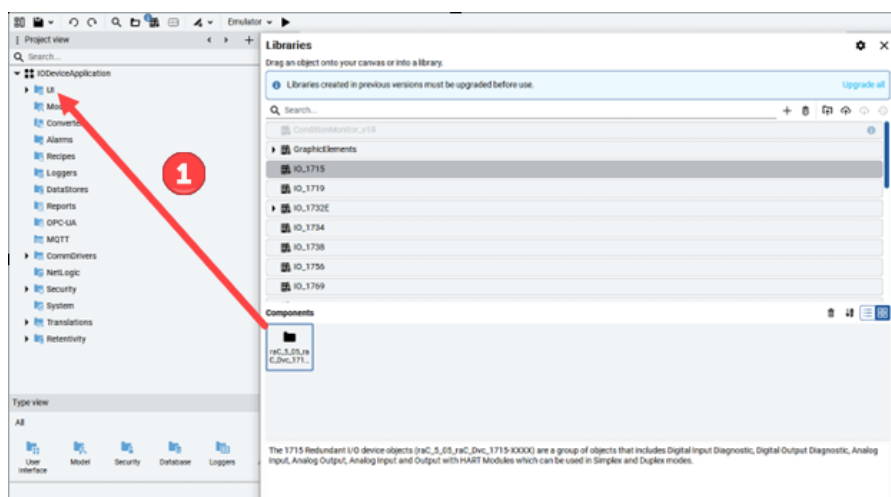 Emulator
Project view
Search...
IODeviceApplication
UI
Alarms
Recipes
Loggers
DataStores
Reports
OPC-UA
MQTT
CommDrivers
NetLogic
Security
System
Translations
Retentivity
1
Type view
All
User interface
Model
Security
Database
Loggers
Libraries
Drag an object onto your canvas or into a library.
Libraries created in previous versions must be upgraded before use.
Upgrade all
Search...
ConditionMonitor_v1R
GraphicElements
IO_1715
IO_1719
IO_1732E
IO_1734
IO_1738
IO_1756
IO_1769
Components
raC_5_05_ra
C_Dvc_171...
The 1715 Redundant I/O device objects (raC_5_05_raC_Dvc_1715-XXXX) are a group of objects that includes Digital Input Diagnostic, Digital Output Diagnostic, Analog
Input, Analog Output, Analog Input and Output with HART Modules which can be used in Simplex and Duplex modes.